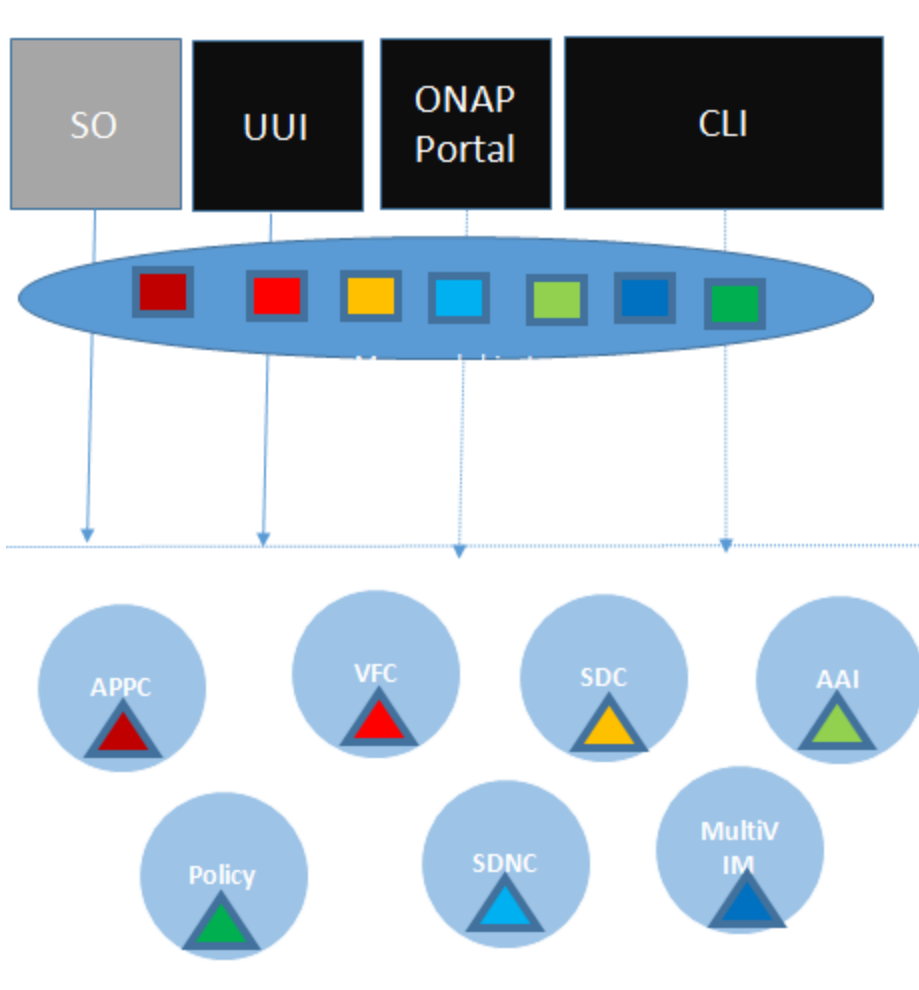 SO
UUI
ONAP
Portal
CLI
APPC
VFC
SDC
AAI
Policy
SDNC
MultiV
IM